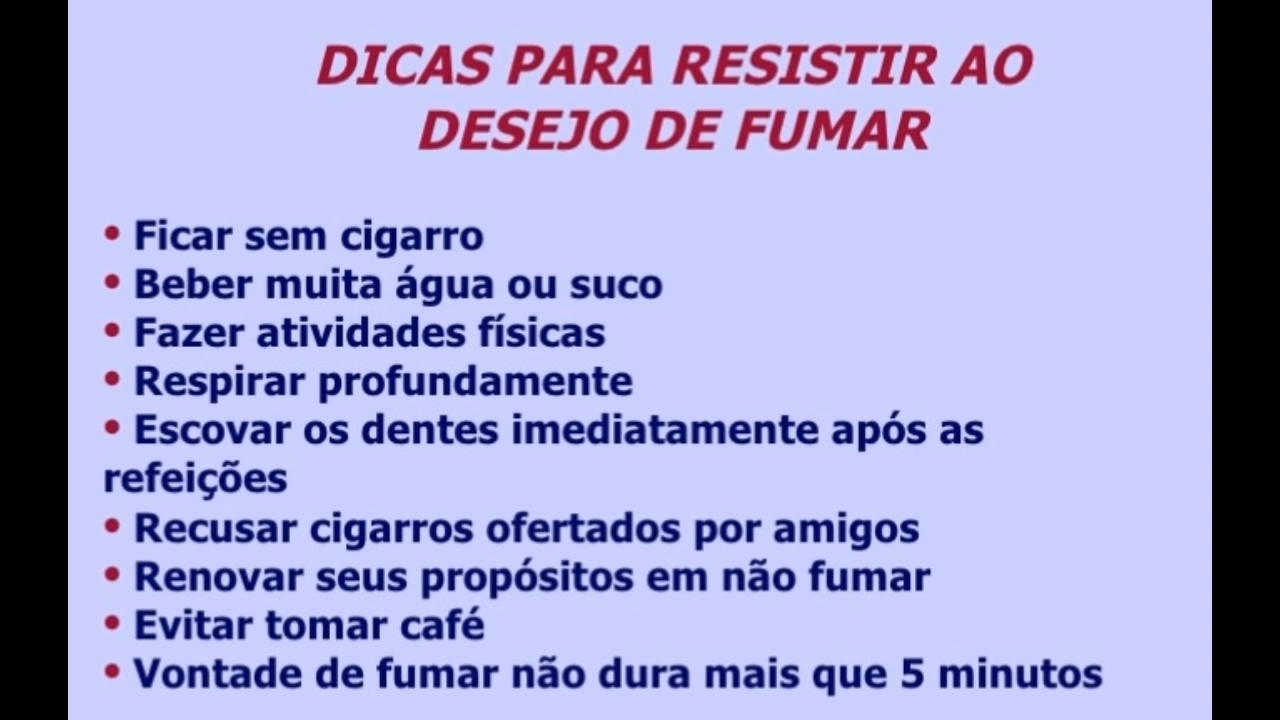 DICAS PARA RESISTIR AO
DESEJO DE FUMAR
• Ficar sem cigarro
• Beber muita água ou suco
• Fazer atividades físicas
• Respirar profundamente
• Escovar os dentes imediatamente após as
refeições
• Recusar cigarros ofertados por amigos
• Renovar seus propósitos em não fumar
• Evitar tomar café
• Vontade de fumar não dura mais que 5 minutos